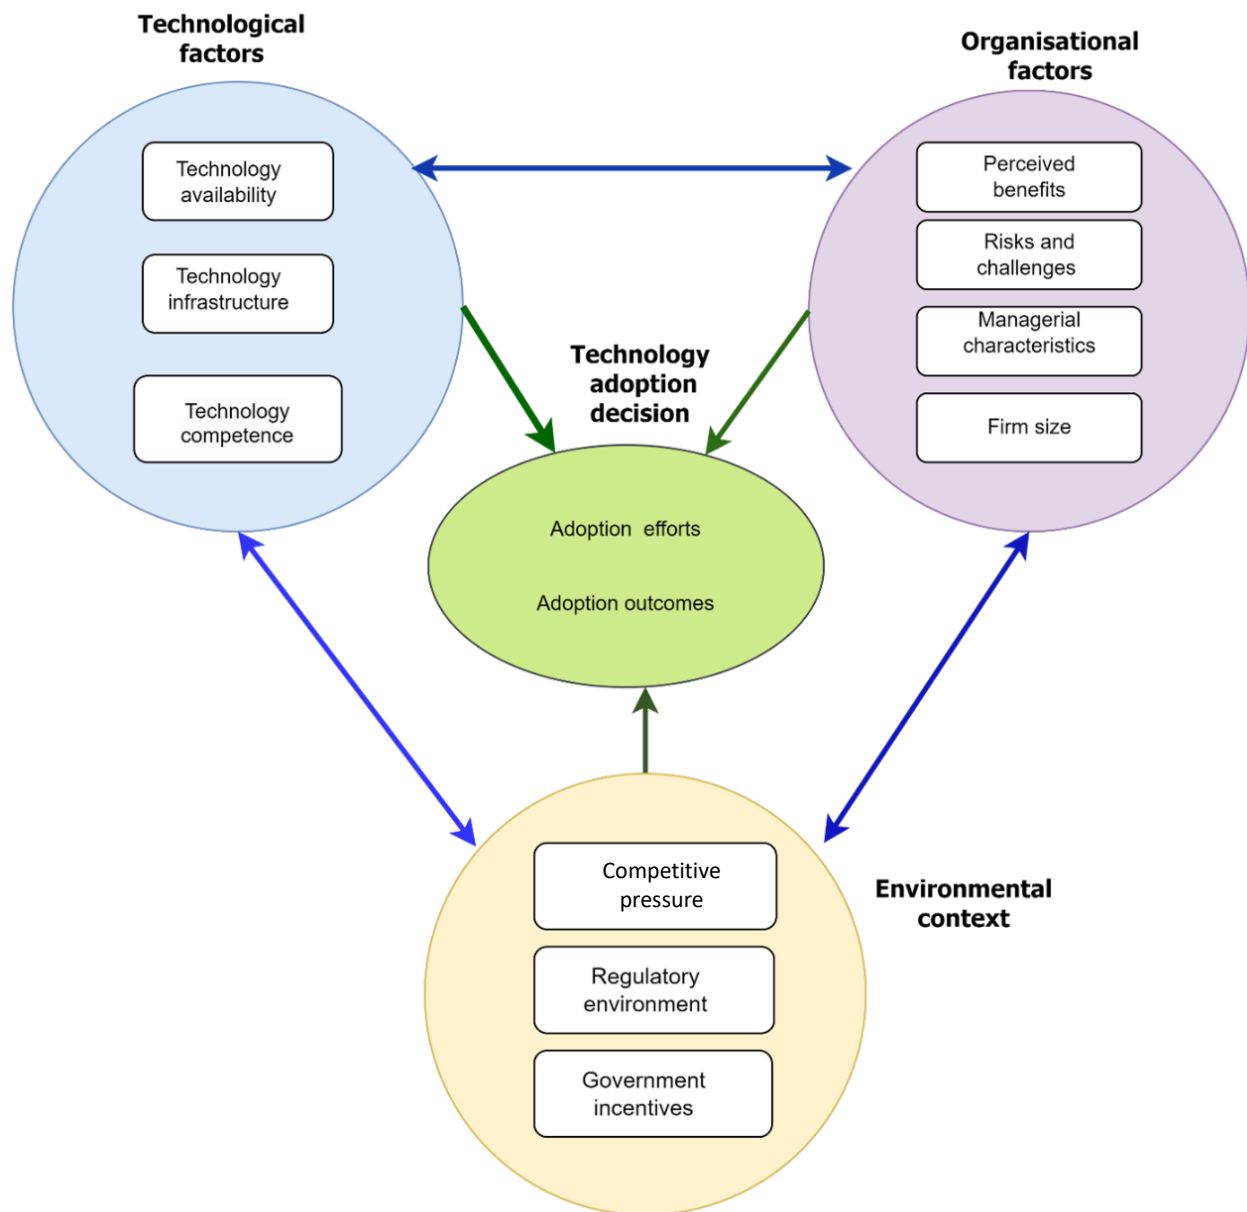 Technological
factors
Technology
availability
Technology
infrastructure
Technology
competence
Organisational
factors
Perceived
benefits
Risks and
challenges
Managerial
characteristics
Firm size
Technology
adoption
decision
Adoption efforts
Adoption outcomes
Competitive
pressure
Regulatory
environment
Government
incentives
Environmental
context